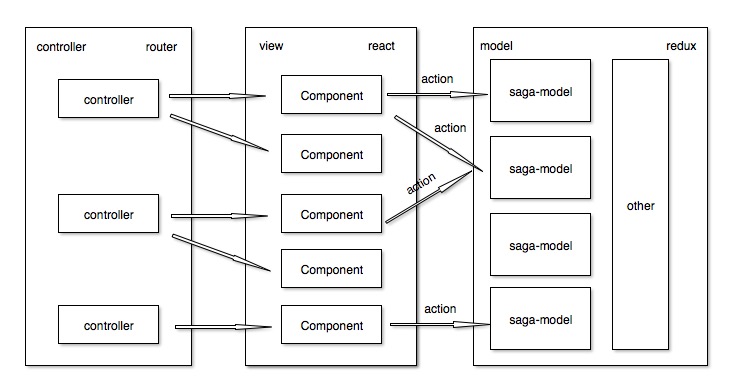 controller router
controller
controller
controller
view react
Component
Component
Component
Component
Component
action
action
action
action
model redux
saga-model
saga-model
saga-model
saga-model
other